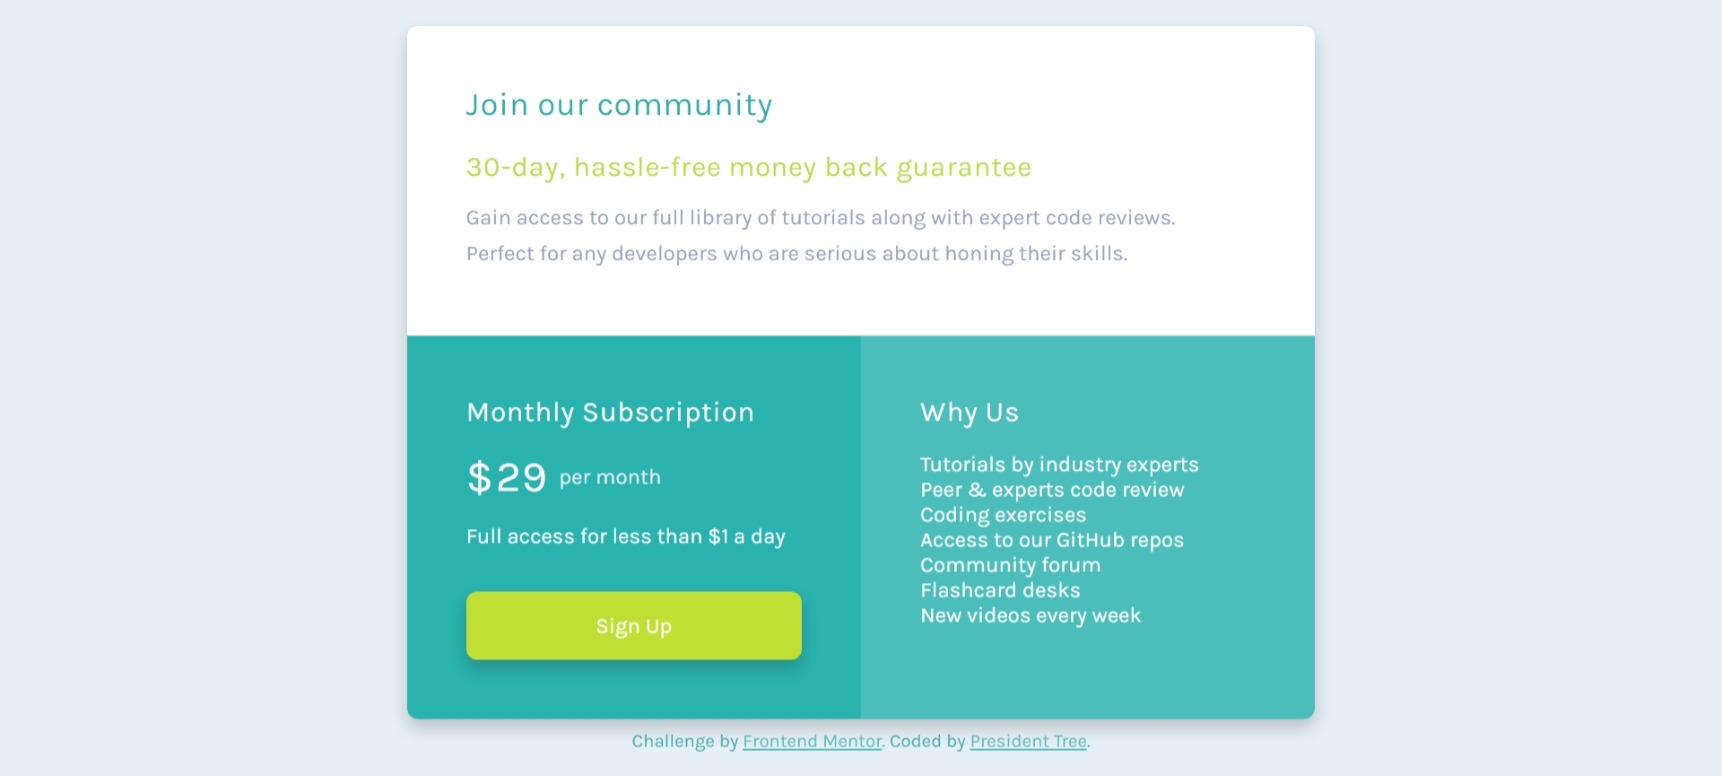 Join our community
30-day, hassle-free money back guarantee
Gain access to our full library of tutorials along with expert code reviews.
Perfect for any developers who are serious about honing their skills.
Monthly Subscription
$29 per month
Full access for less than $1 a day
Sign Up
Why Us
Tutorials by industry experts
Peer & experts code review
Coding exercises
Access to our GitHub repos
Community forum
Flashcard desks
New videos every week
Challenge by Frontend Mentor. Coded by President Tree.